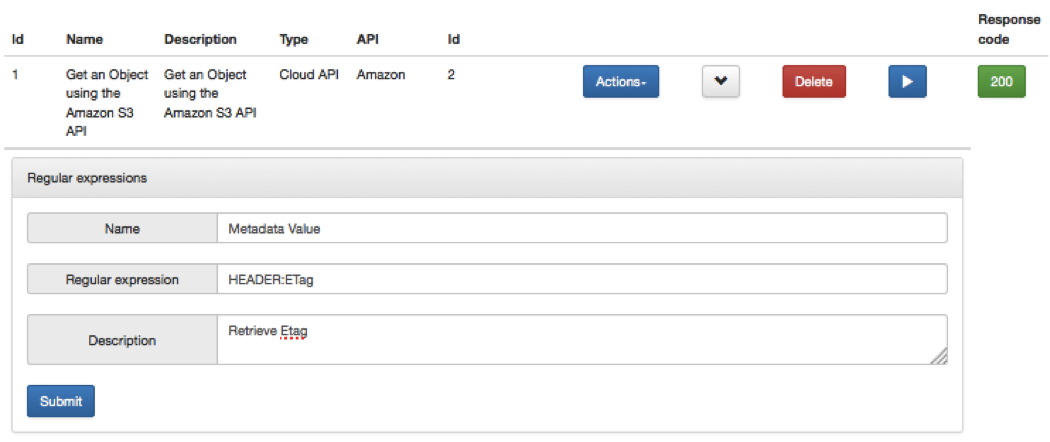 Response
Id Name Description Type API Id code
1 Get an Object Get an Object Cloud API Amazon 2 Actions- Delete 200
using the using the
Amazon S3 Amazon S3 API
API
Regular expressions
Name Metadata Value
Regular expression HEADER:ETag
Description Retrieve Etag
Submit